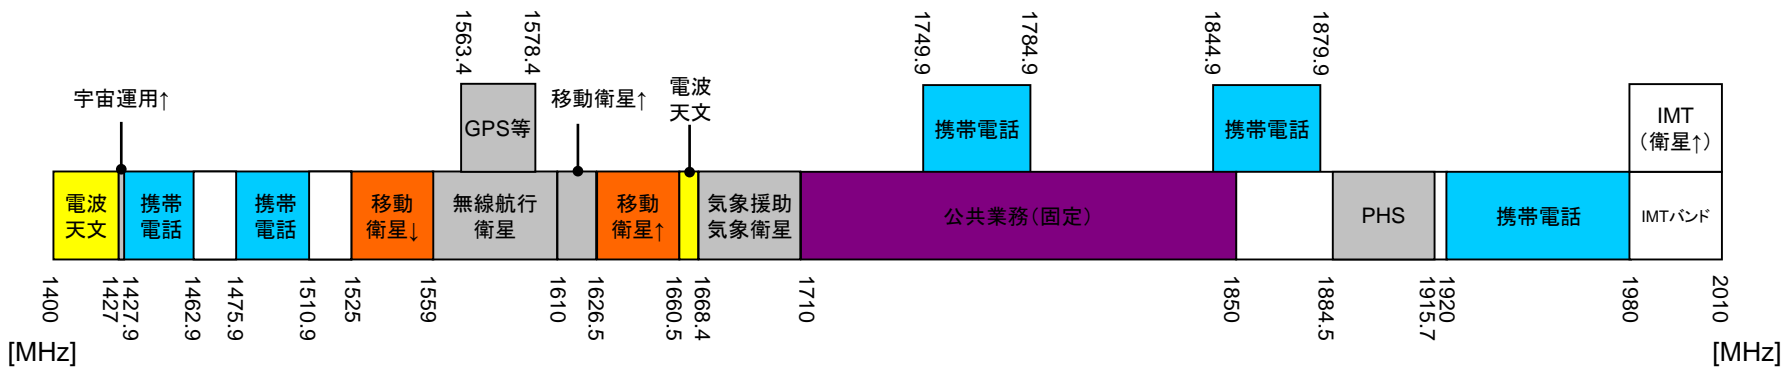 1563.4
1578.4
1749.9
1784.9
1844.9
1879.9
宇宙運用↑
移動衛星↑
電波
天文
GPS等
携帯電話
携帯電話
IMT
(衛星↑)
電波
天文
携帯
電話
携帯
電話
移動
衛星↓
無線航行
衛星
移動
衛星↑
気象援助
気象衛星
公共業務(固定)
PHS
携帯電話
IMTバンド
1400
1427
1427.9
1462.9
1475.9
1510.9
1525
1559
1610
1626.5
1660.5
1668.4
1710
1850
1884.5
1915.7
1920
1980
2010
[MHz]
[MHz]